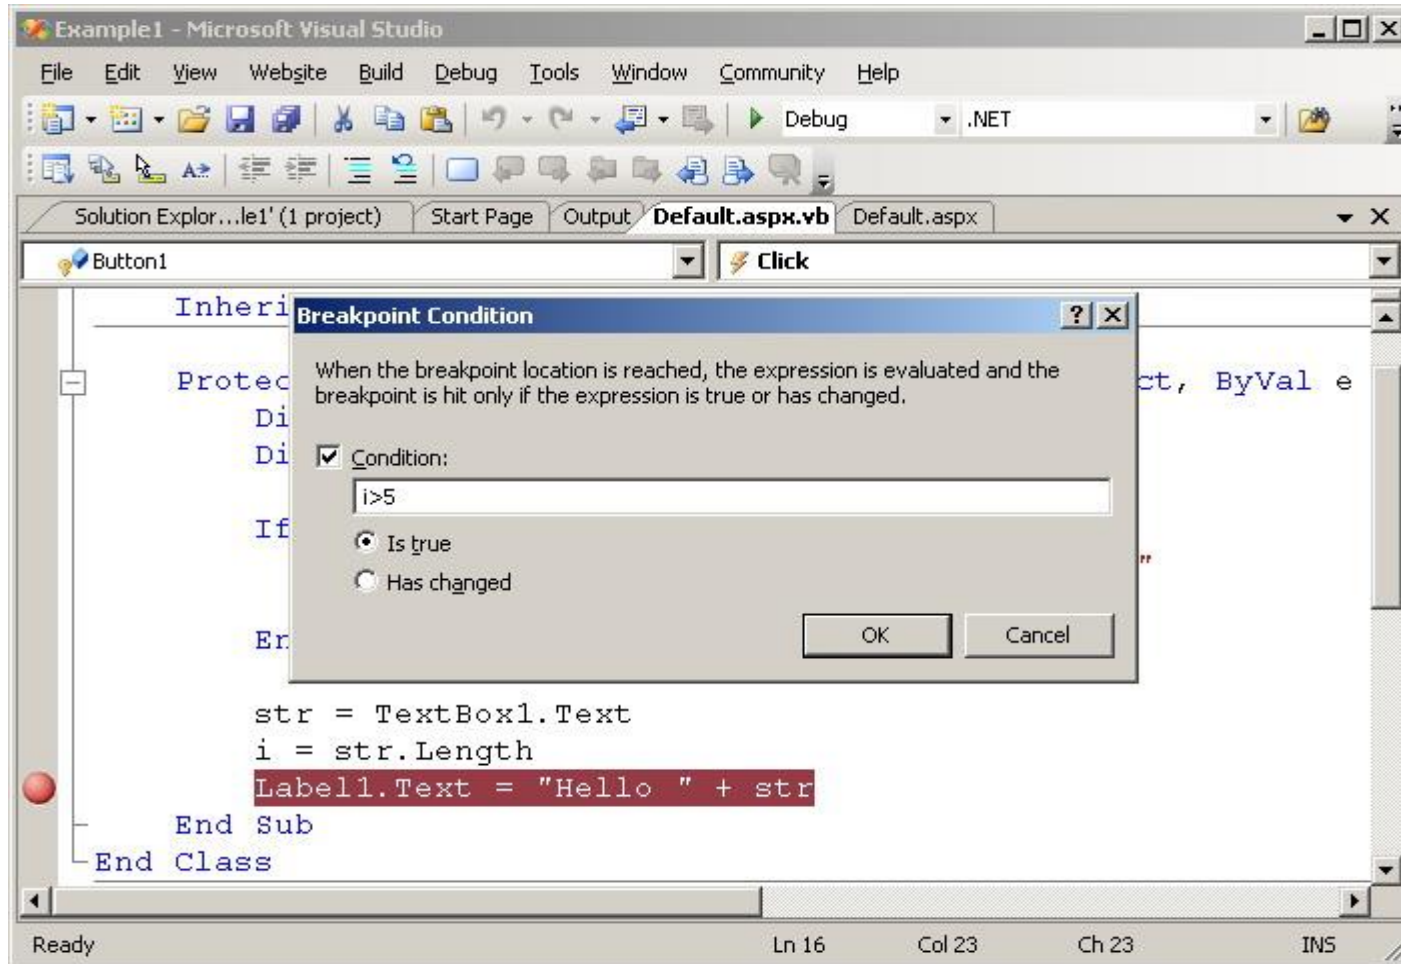 Example1 - Microsoft Visual Studio
File Edit View Website Build Debug Tools Window Community Help
Debug .NET
Solution Explor...le1' (1 project) Start Page Output Default.aspx.vb Default.aspx
Button1 Click
Inheri
Breakpoint Condition
When the breakpoint location is reached, the expression is evaluated and the
breakpoint is hit only if the expression is true or has changed.
Protec ct, ByVal e
Di
Di
Condition:
i>5
If
Is true
"
Has changed
OK Cancel
En
str = TextBox1.Text
i = str.Length
Label1.Text = "Hello " + str
End Sub
End Class
Ready Ln 16 Col 23 Ch 23 INS